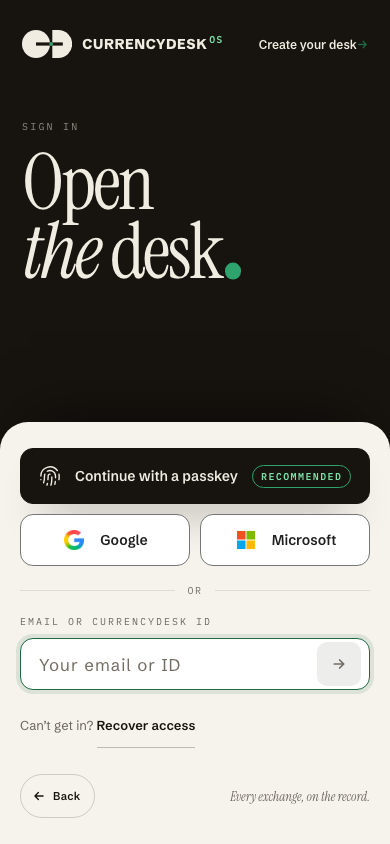 CURRENCYDESK OS
Create your desk→
SIGN IN
Open
the desk.
Continue with a passkey RECOMMENDED
Google
Microsoft
OR
EMAIL OR CURRENCYDESK ID
Your email or ID →
Can't get in? Recover access
← Back
Every exchange, on the record.